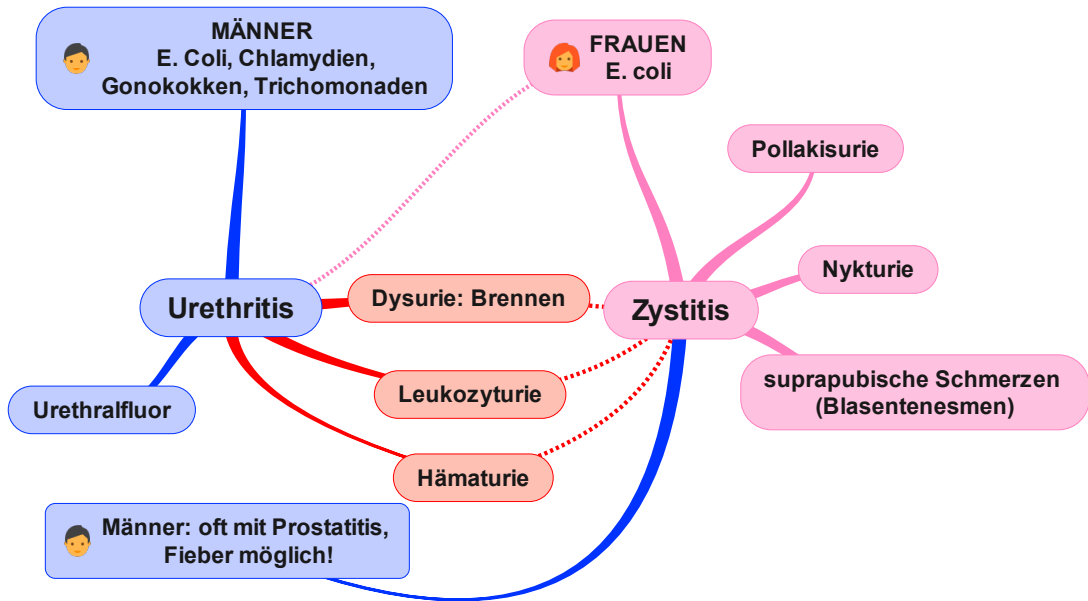 MÄNNER
E. Coli, Chlamydien,
Gonokokken, Trichomonaden
FRAUEN
E. coli
Pollakisurie
Nykturie
Urethritis
Dysurie: Brennen
Zystitis
suprapubische Schmerzen
(Blasentenesmen)
Leukozyturie
Urethralfluor
Hämaturie
Männer: oft mit Prostatitis,
Fieber möglich!